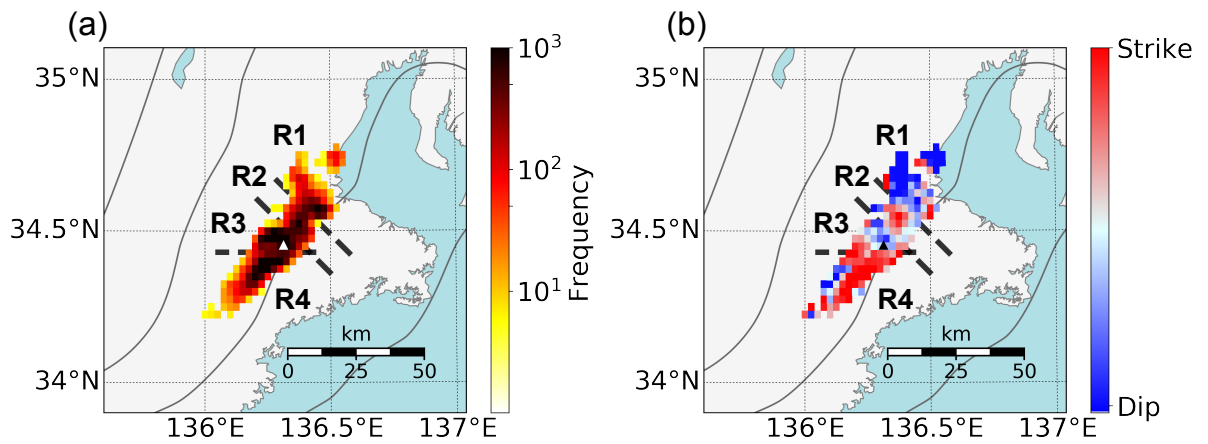 (a)
35°N
34.5°N
34°N
136°E
136.5°E
137°E
R1
R2
R3
R4
km
0
25
50
10³
10²
10¹
Frequency
(b)
35°N
34.5°N
34°N
136°E
136.5°E
137°E
R1
R2
R3
R4
km
0
25
50
Strike
Dip